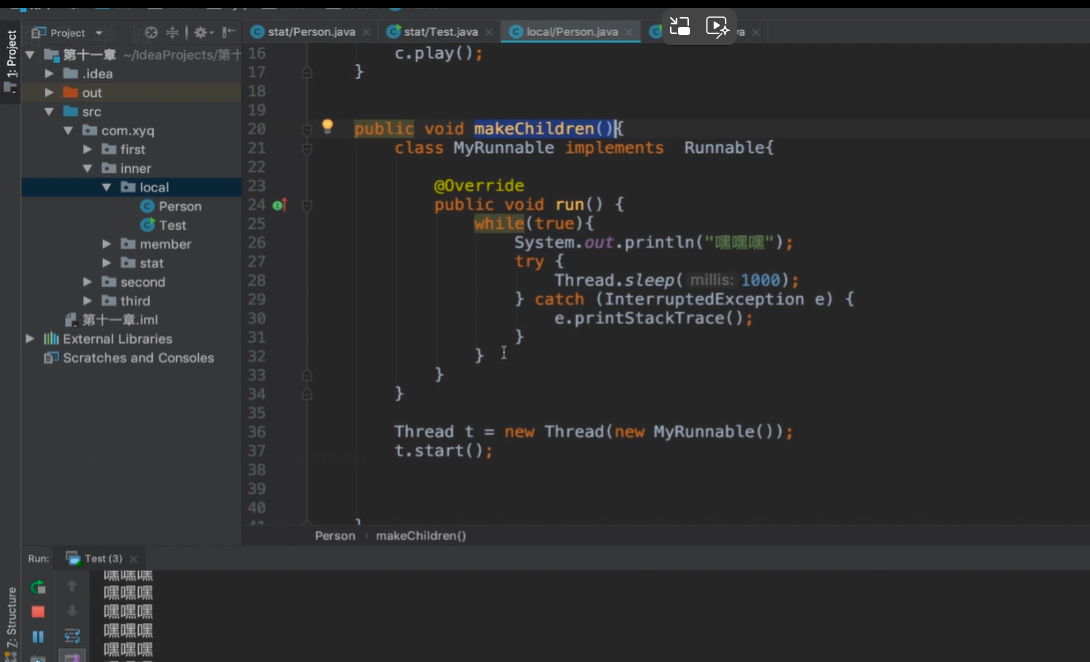 Project
stat/Person.java
stat/Test.java
local/Person.java
va
1: Project
第十一章 ~/IdeaProjects/第十
.idea
out
src
com.xyq
first
inner
local
Person
Test
member
stat
second
third
第十一章.iml
External Libraries
Scratches and Consoles
16 c.play();
17 }
18
19
20 public void makeChildren(){
21 class MyRunnable implements Runnable{
22
23 @Override
24 public void run() {
25 while(true){
26 System.out.println("嘿嘿嘿");
27 try {
28 Thread.sleep( millis: 1000);
29 } catch (InterruptedException e) {
30 e.printStackTrace();
31 }
32 }
33 }
34 }
35
36 Thread t = new Thread(new MyRunnable());
37 t.start();
38
39
40
41 }
Person › makeChildren()
Run: Test (3)
嘿嘿嘿
嘿嘿嘿
嘿嘿嘿
嘿嘿嘿
嘿嘿嘿
Z: Structure